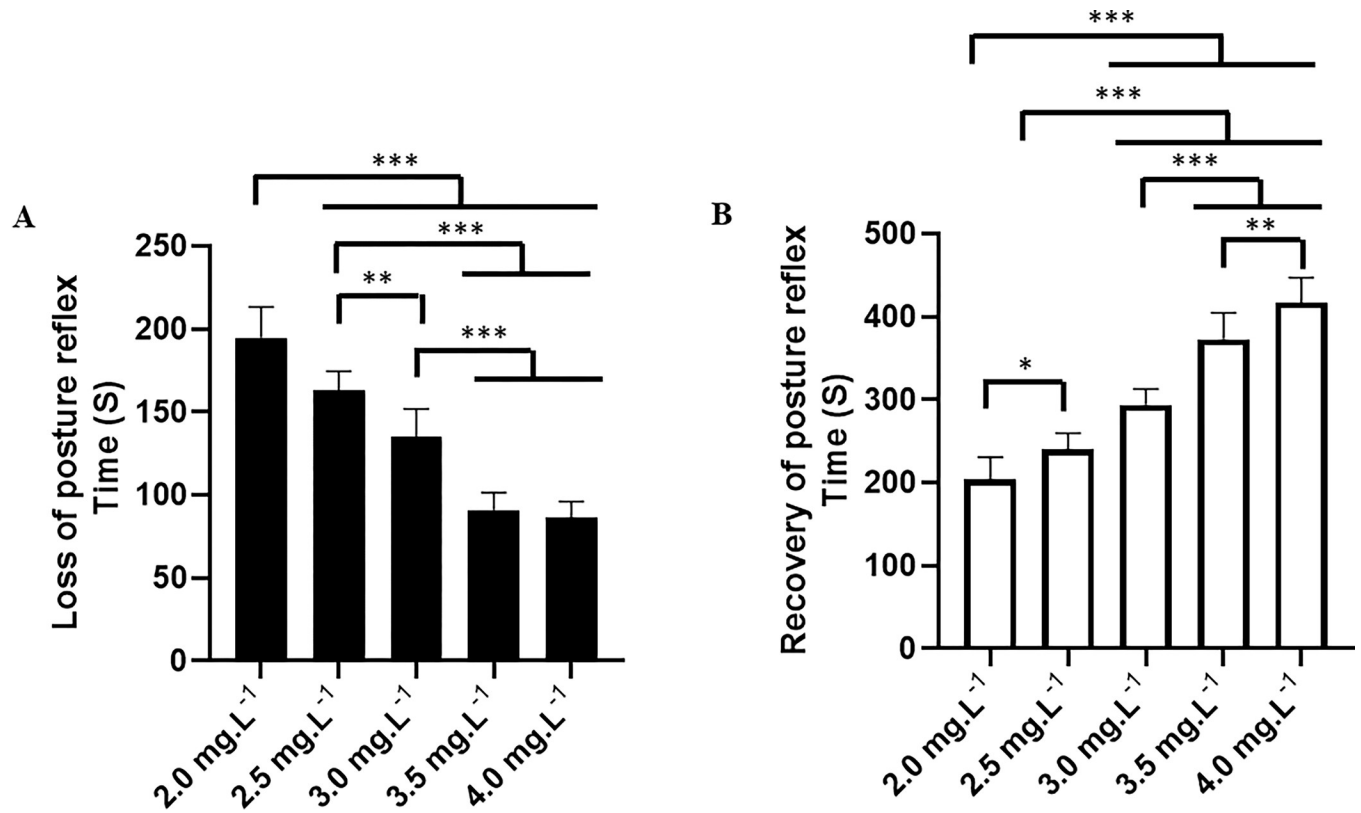 A
***
***
**
***
Loss of posture reflex
Time (S)
250
200
150
100
50
0
2.0 mg.L-1
2.5 mg.L-1
3.0 mg.L-1
3.5 mg.L-1
4.0 mg.L-1
B
***
***
***
**
*
Recovery of posture reflex
Time (S)
500
400
300
200
100
0
2.0 mg.L-1
2.5 mg.L-1
3.0 mg.L-1
3.5 mg.L-1
4.0 mg.L-1